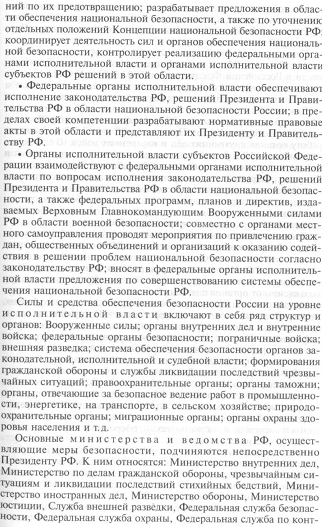 ний по их предотвращению; разрабатывает предложения в облас-
ти обеспечения национальной безопасности, а также по уточнению
отдельных положений Концепции национальной безопасности РФ;
координирует деятельность сил и органов обеспечения националь-
ной безопасности, контролирует реализацию федеральными орга-
нами исполнительной власти и органами исполнительной власти
субъектов РФ решений в этой области.
• Федеральные органы исполнительной власти обеспечивают
исполнение законодательства РФ, решений Президента и Прави-
тельства РФ в области национальной безопасности России; в пре-
делах своей компетенции разрабатывают нормативные правовые
акты в этой области и представляют их Президенту и Правитель-
ству РФ.
• Органы исполнительной власти субъектов Российской Феде-
рации взаимодействуют с федеральными органами исполнительной
власти по вопросам исполнения законодательства РФ, решений
Президента и Правительства РФ в области национальной безопас-
ности, а также федеральных программ, планов и директив, изда-
ваемых Верховным Главнокомандующим Вооруженными силами
РФ в области военной безопасности; совместно с органами мест-
ного самоуправления проводят мероприятия по привлечению граж-
дан, общественных объединений и организаций к оказанию содей-
ствия в решении проблем национальной безопасности согласно
законодательству РФ; вносят в федеральные органы исполнитель-
ной власти предложения по совершенствованию системы обеспе-
чения национальной безопасности РФ.
Силы и средства обеспечения безопасности России на уровне
исполнительной власти включают в себя ряд структур и
органов: Вооруженные силы; органы внутренних дел и внутренние
войска; федеральные органы безопасности; пограничные войска;
внешняя разведка; система обеспечения безопасности органов за-
конодательной, исполнительной и судебной власти; формирования
гражданской обороны и службы ликвидации последствий чрезвы-
чайных ситуаций; правоохранительные органы; органы таможни;
органы, отвечающие за безопасное ведение работ в промышленно-
сти, энергетике, на транспорте, в сельском хозяйстве; природо-
охранительные органы; миграционные органы; органы охраны здо-
ровья населения и т.д.
Основные министерства и ведомства РФ, осущест-
вляющие меры безопасности, подчиняются непосредственно
Президенту РФ. К ним относятся: Министерство внутренних дел,
Министерство по делам гражданской обороны, чрезвычайным си-
туациям и ликвидации последствий стихийных бедствий, Минис-
терство иностранных дел, Министерство обороны, Министерство
юстиции, Служба внешней разведки, Федеральная служба безопас-
ности, Федеральная служба охраны, Федеральная служба по конт-